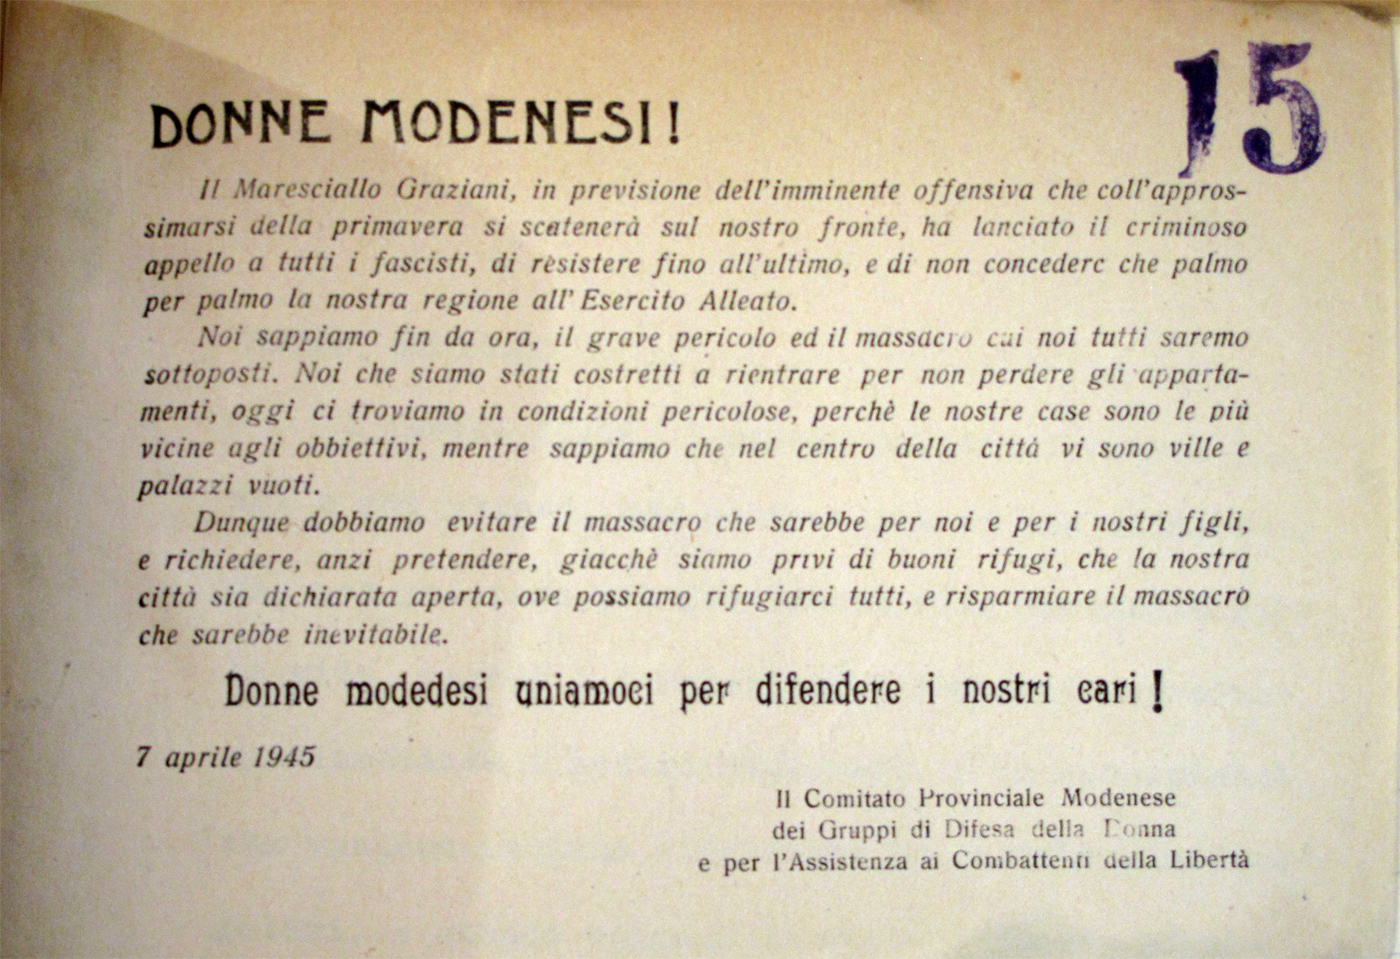 15
DONNE MODENESI!
Il Maresciallo Graziani, in previsione dell'imminente offensiva che coll'appros-
simarsi della primavera si scatenerà sul nostro fronte, ha lanciato il criminoso
appello a tutti i fascisti, di resistere fino all'ultimo, e di non concedere che palmo
per palmo la nostra regione all'Esercito Alleato.
Noi sappiamo fin da ora, il grave pericolo ed il massacro cui noi tutti saremo
sottoposti. Noi che siamo stati costretti a rientrare per non perdere gli apparta-
menti, oggi ci troviamo in condizioni pericolose, perchè le nostre case sono le più
vicine agli obbiettivi, mentre sappiamo che nel centro della città vi sono ville e
palazzi vuoti.
Dunque dobbiamo evitare il massacro che sarebbe per noi e per i nostri figli,
e richiedere, anzi pretendere, giacchè siamo privi di buoni rifugi, che la nostra
città sia dichiarata aperta, ove possiamo rifugiarci tutti, e risparmiare il massacro
che sarebbe inevitabile.
Donne modedesi uniamoci per difendere i nostri cari!
7 aprile 1945
Il Comitato Provinciale Modenese
dei Gruppi di Difesa della Donna
e per l'Assistenza ai Combattenti della Libertà